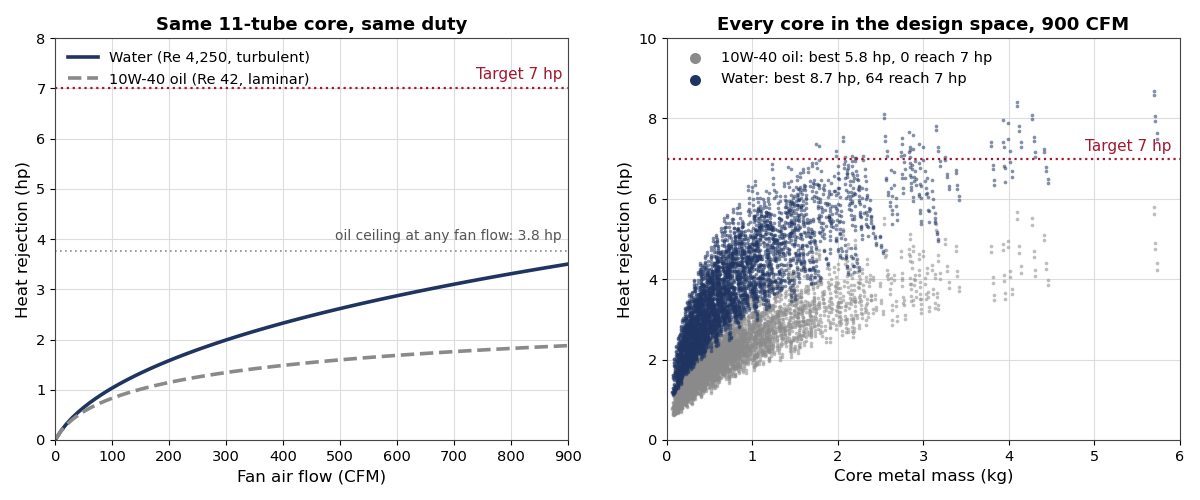 Same 11-tube core, same duty
Heat rejection (hp)
8
7
6
5
4
3
2
1
0
Water (Re 4,250, turbulent)
10W-40 oil (Re 42, laminar)
Target 7 hp
oil ceiling at any fan flow: 3.8 hp
0 100 200 300 400 500 600 700 800 900
Fan air flow (CFM)
Every core in the design space, 900 CFM
Heat rejection (hp)
10
8
6
4
2
0
10W-40 oil: best 5.8 hp, 0 reach 7 hp
Water: best 8.7 hp, 64 reach 7 hp
Target 7 hp
0 1 2 3 4 5 6
Core metal mass (kg)